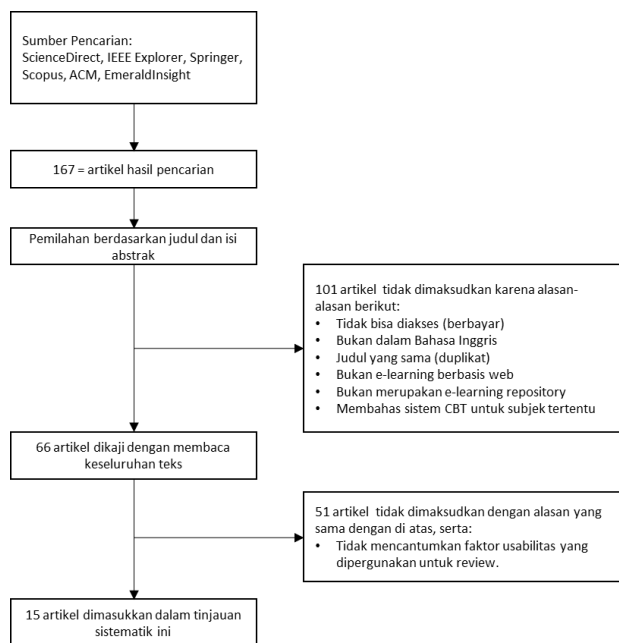 Sumber Pencarian:
ScienceDirect, IEEE Explorer, Springer,
Scopus, ACM, EmeraldInsight
167 = artikel hasil pencarian
Pemilahan berdasarkan judul dan isi
abstrak
101 artikel tidak dimaksudkan karena alasan-
alasan berikut:
• Tidak bisa diakses (berbayar)
• Bukan dalam Bahasa Inggris
• Judul yang sama (duplikat)
• Bukan e-learning berbasis web
• Bukan merupakan e-learning repository
• Membahas sistem CBT untuk subjek tertentu
66 artikel dikaji dengan membaca
keseluruhan teks
51 artikel tidak dimaksudkan dengan alasan yang
sama dengan di atas, serta:
• Tidak mencantumkan faktor usabilitas yang
dipergunakan untuk review.
15 artikel dimasukkan dalam tinjauan
sistematik ini